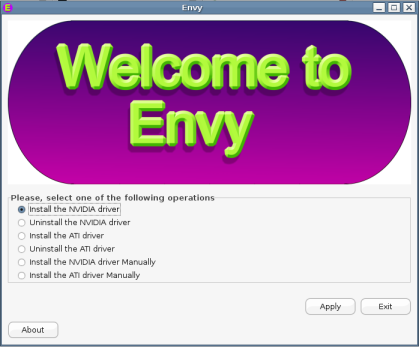 E
Envy
Welcome to
Envy
Please, select one of the following operations
Install the NVIDIA driver
Uninstall the NVIDIA driver
Install the ATI driver
Uninstall the ATI driver
Install the NVIDIA driver Manually
Install the ATI driver Manually
Apply
Exit
About